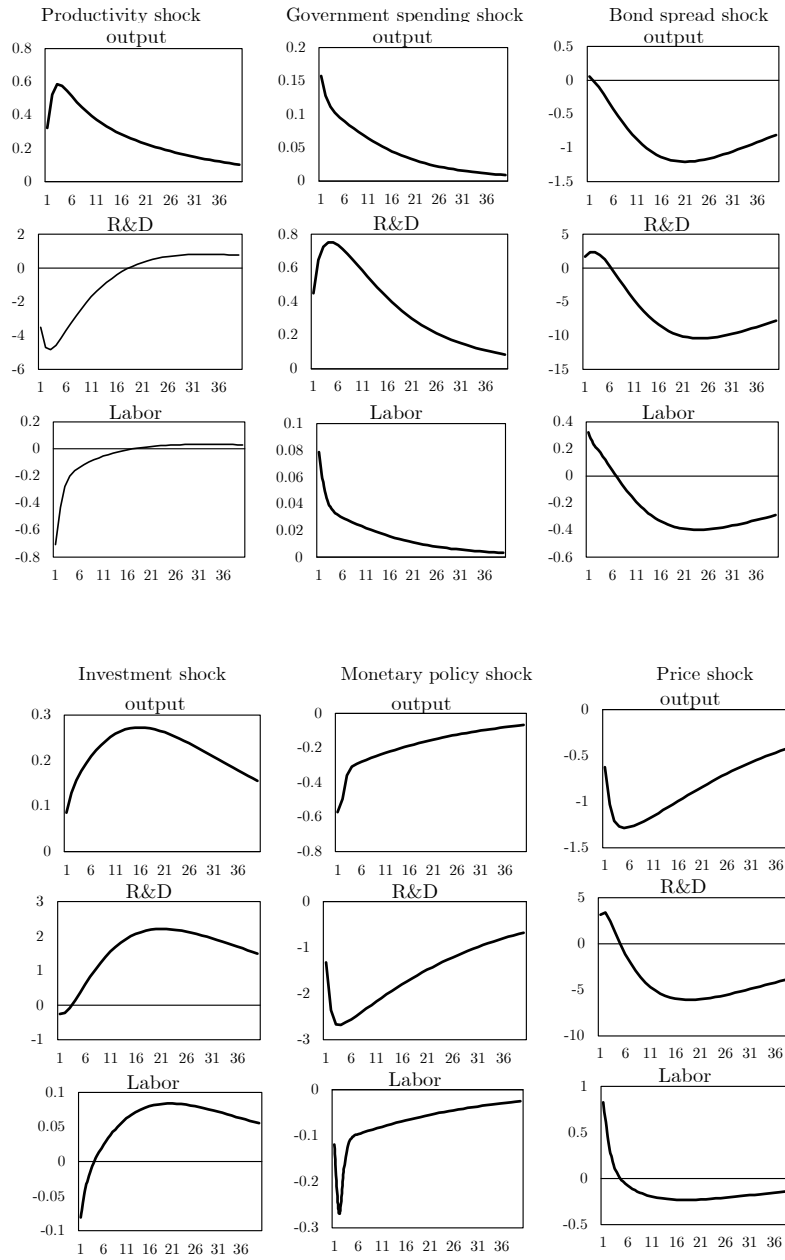 Productivity shock
output
0.8
0.6
0.4
0.2
0
1 6 11 16 21 26 31 36
Government spending shock
output
0.2
0.15
0.1
0.05
0
1 6 11 16 21 26 31 36
Bond spread shock
output
0.5
0
-0.5
-1
-1.5
1 6 11 16 21 26 31 36
R&D
2
0
-2
-4
-6
1 6 11 16 21 26 31 36
R&D
0.8
0.6
0.4
0.2
0
1 6 11 16 21 26 31 36
R&D
5
0
-5
-10
-15
1 6 11 16 21 26 31 36
Labor
0.2
0
-0.2
-0.4
-0.6
-0.8
1 6 11 16 21 26 31 36
Labor
0.1
0.08
0.06
0.04
0.02
0
1 6 11 16 21 26 31 36
Labor
0.4
0.2
0
-0.2
-0.4
-0.6
1 6 11 16 21 26 31 36
Investment shock
output
0.3
0.2
0.1
0
1 6 11 16 21 26 31 36
Monetary policy shock
output
0
-0.2
-0.4
-0.6
-0.8
1 6 11 16 21 26 31 36
Price shock
output
0
-0.5
-1
-1.5
1 6 11 16 21 26 31 36
R&D
3
2
1
0
-1
1 6 11 16 21 26 31 36
R&D
0
-1
-2
-3
1 6 11 16 21 26 31 36
R&D
5
0
-5
-10
1 6 11 16 21 26 31 36
Labor
0.1
0.05
0
-0.05
-0.1
1 6 11 16 21 26 31 36
Labor
0
-0.1
-0.2
-0.3
1 6 11 16 21 26 31 36
Labor
1
0.5
0
-0.5
1 6 11 16 21 26 31 36